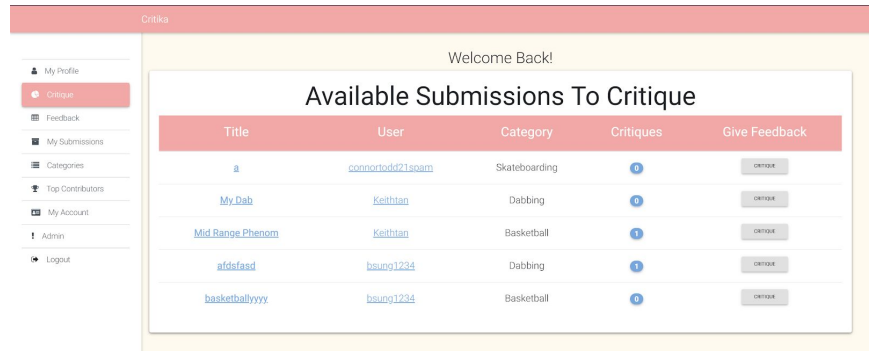 Critika
Welcome Back!
My Profile
Critique
Feedback
My Submissions
Categories
Top Contributors
My Account
Admin
Logout
Available Submissions To Critique
Title User Category Critiques Give Feedback
a connortodd21spam Skateboarding 0 CRITIQUE
My Dab Keithtan Dabbing 0 CRITIQUE
Mid Range Phenom Keithtan Basketball 1 CRITIQUE
afdsfasd bsung1234 Dabbing 1 CRITIQUE
basketballyyyy bsung1234 Basketball 0 CRITIQUE